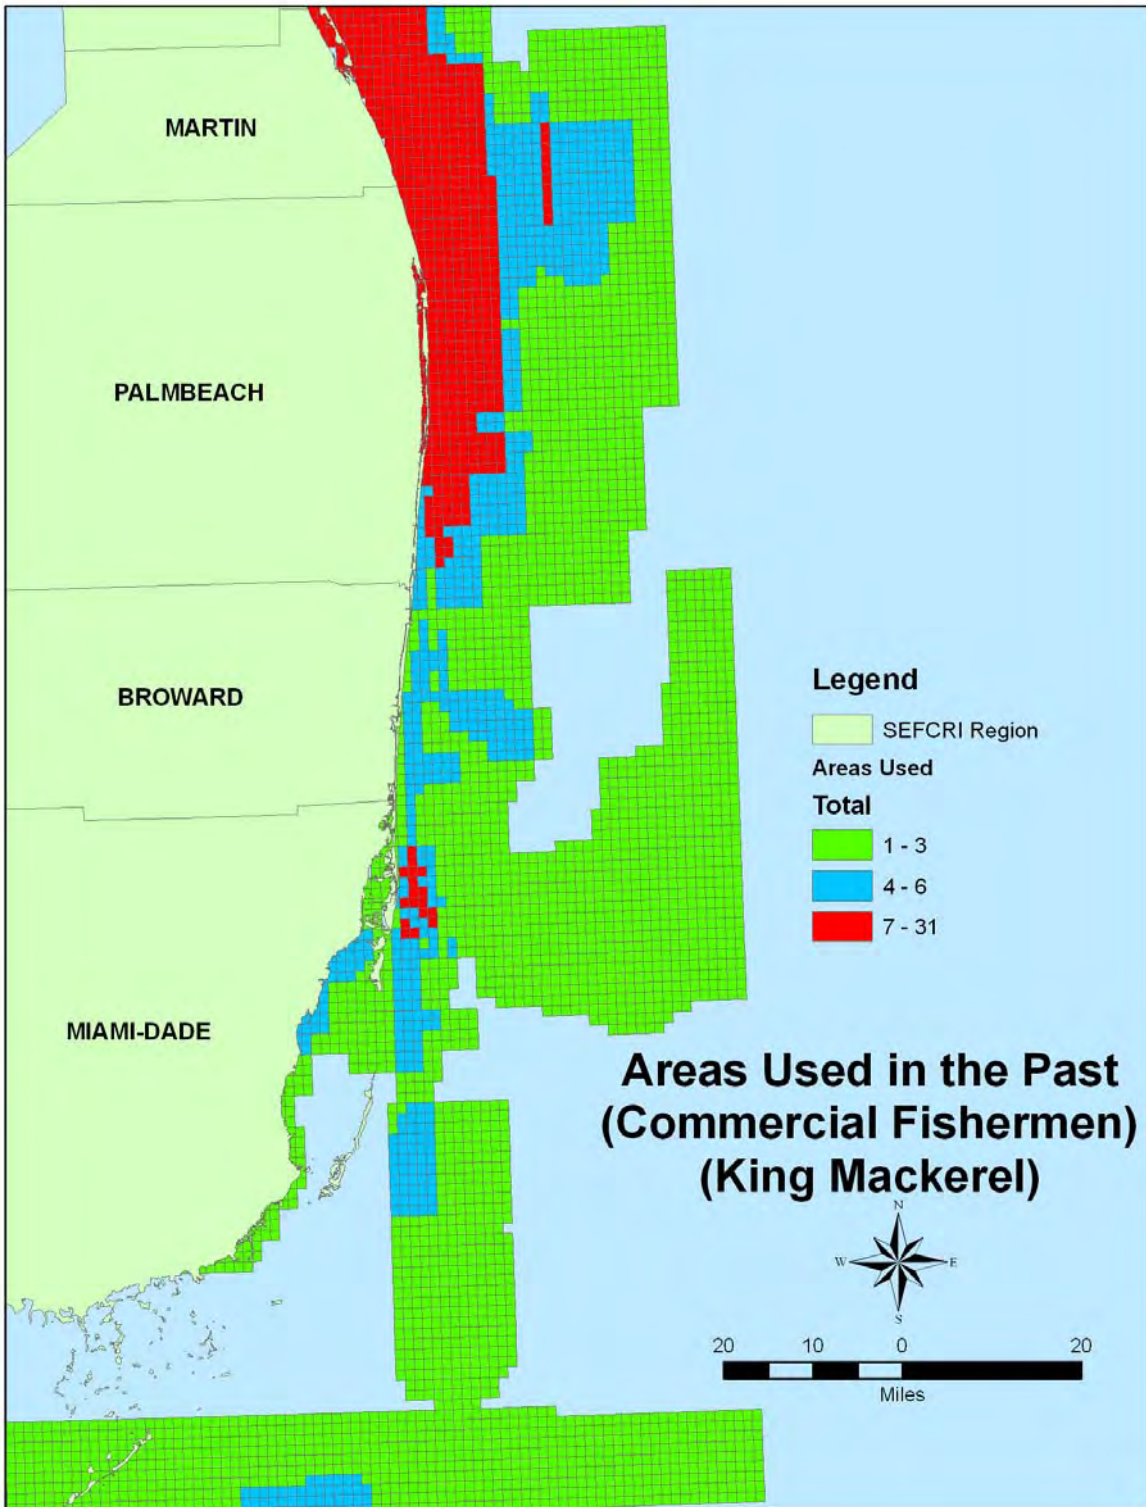 MARTIN
PALMBEACH
BROWARD
MIAMI-DADE
Legend
SEFCRI Region
Areas Used
Total
1 - 3
4 - 6
7 - 31
Areas Used in the Past
(Commercial Fishermen)
(King Mackerel)
N
W E
S
20 10 0 20
Miles